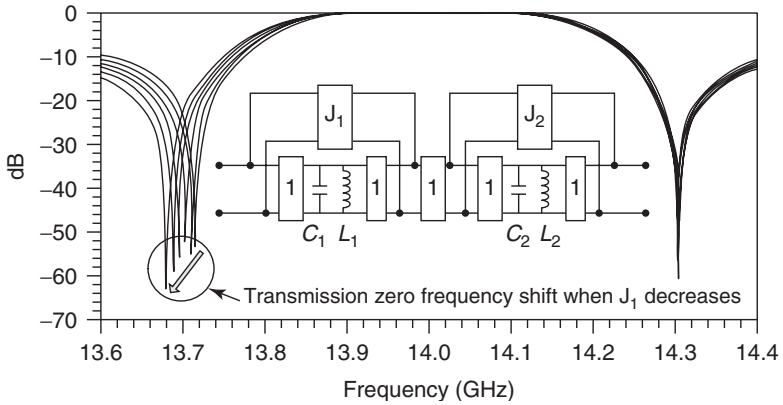 0
−10
−20
−30
−40
−50
−60
−70
dB
J1
J2
1
1
1
1
1
C1 L1
C2 L2
Transmission zero frequency shift when J1 decreases
13.6 13.7 13.8 13.9 14.0 14.1 14.2 14.3 14.4
Frequency (GHz)